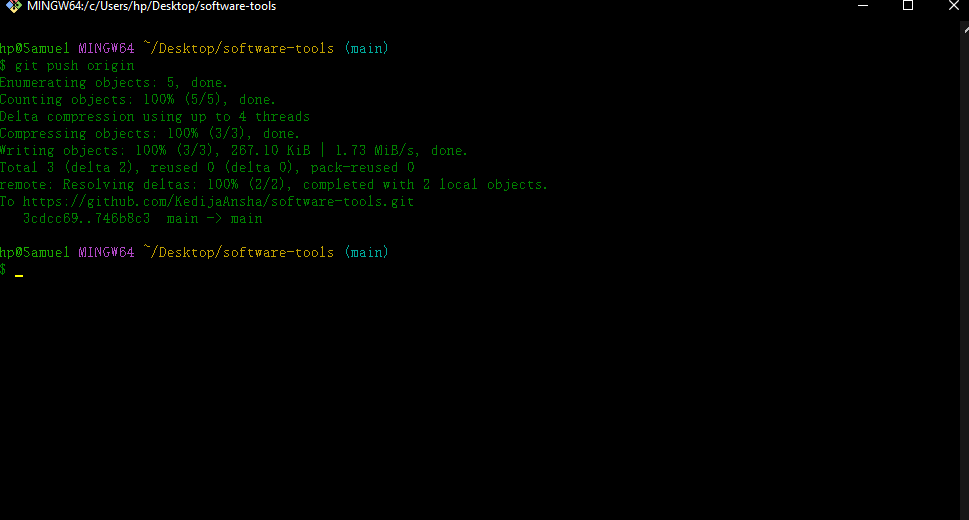 MINGW64:/c/Users/hp/Desktop/software-tools
hp@5amuel MINGW64 ~/Desktop/software-tools (main)
$ git push origin
Enumerating objects: 5, done.
Counting objects: 100% (5/5), done.
Delta compression using up to 4 threads
Compressing objects: 100% (3/3), done.
Writing objects: 100% (3/3), 267.10 KiB | 1.73 MiB/s, done.
Total 3 (delta 2), reused 0 (delta 0), pack-reused 0
remote: Resolving deltas: 100% (2/2), completed with 2 local objects.
To https://github.com/KedijaAnsha/software-tools.git
3cdcc69..746b8c3 main -> main
hp@5amuel MINGW64 ~/Desktop/software-tools (main)
$